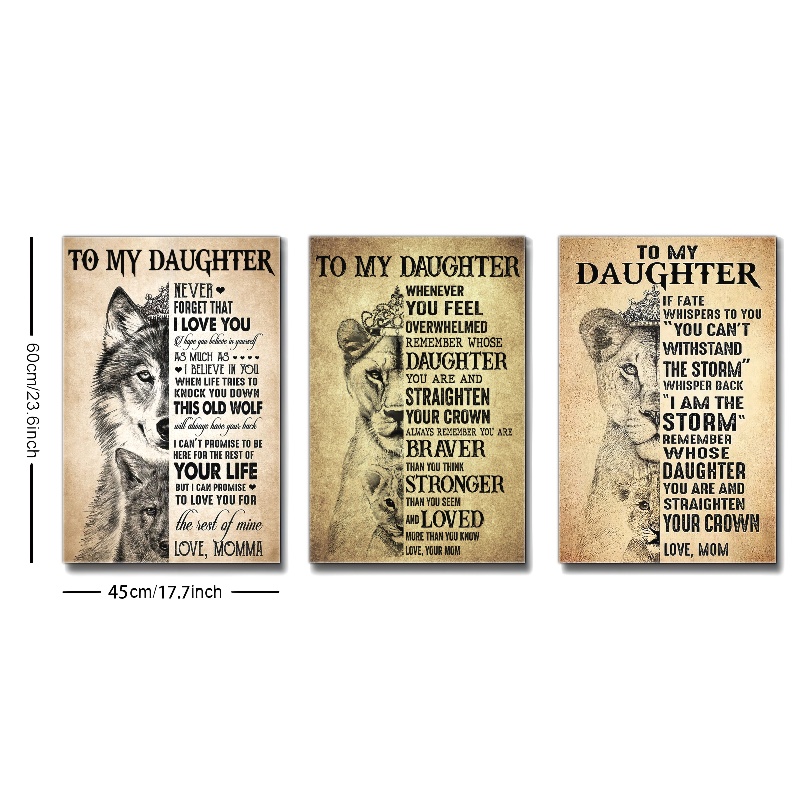 60cm/23.6inch
45cm/17.7inch
TO MY DAUGHTER
NEVER
FORGET THAT
I LOVE YOU
I hope you believe in yourself
AS MUCH AS
I BELIEVE IN YOU
WHEN LIFE TRIES TO
KNOCK YOU DOWN
THIS OLD WOLF
will always have your back
I CAN'T PROMISE TO BE
HERE FOR THE REST OF
YOUR LIFE
BUT I CAN PROMISE
TO LOVE YOU FOR
the rest of mine
LOVE, MOMMA
TO MY DAUGHTER
WHENEVER
YOU FEEL
OVERWHELMED
REMEMBER WHOSE
DAUGHTER
YOU ARE AND
STRAIGHTEN
YOUR CROWN
ALWAYS REMEMBER YOU ARE
BRAVER
THAN YOU THINK
STRONGER
THAN YOU SEEM
AND LOVED
MORE THAN YOU KNOW
LOVE, YOUR MOM
TO MY
DAUGHTER
IF FATE
WHISPERS TO YOU
"YOU CAN'T
WITHSTAND
THE STORM"
WHISPER BACK
"I AM THE
STORM"
REMEMBER
WHOSE
DAUGHTER
YOU ARE AND
STRAIGHTEN
YOUR CROWN
LOVE, MOM